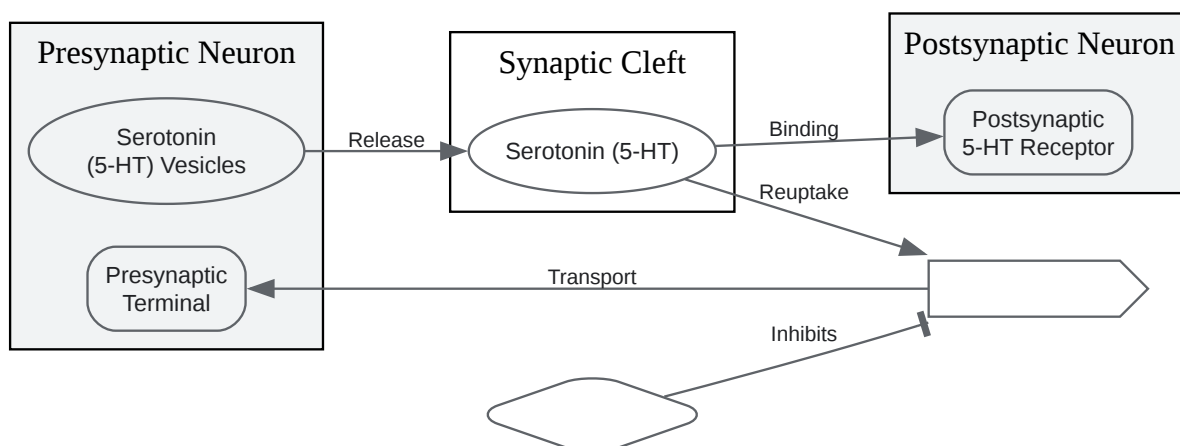 Presynaptic Neuron
Synaptic Cleft
Postsynaptic Neuron
Serotonin
(5-HT) Vesicles
Release
Serotonin (5-HT)
Binding
Postsynaptic
5-HT Receptor
Reuptake
Presynaptic
Terminal
Transport
Inhibits